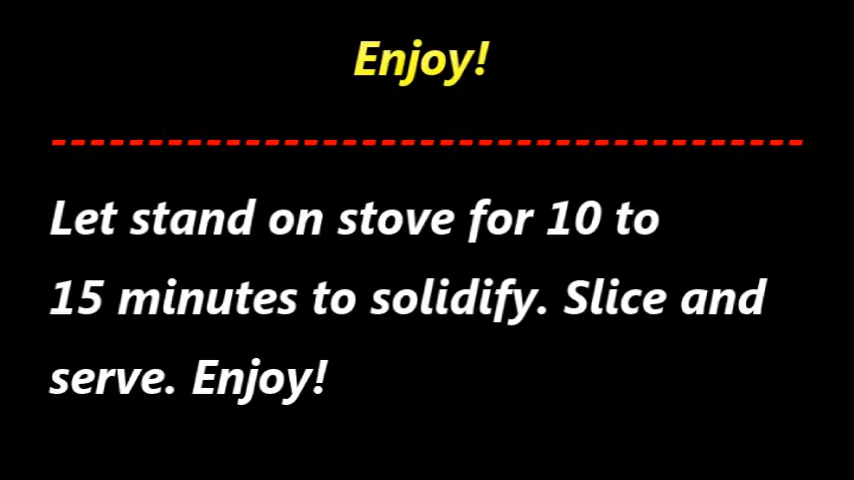 Enjoy!
---------------------------------------
Let stand on stove for 10 to
15 minutes to solidify. Slice and
serve. Enjoy!